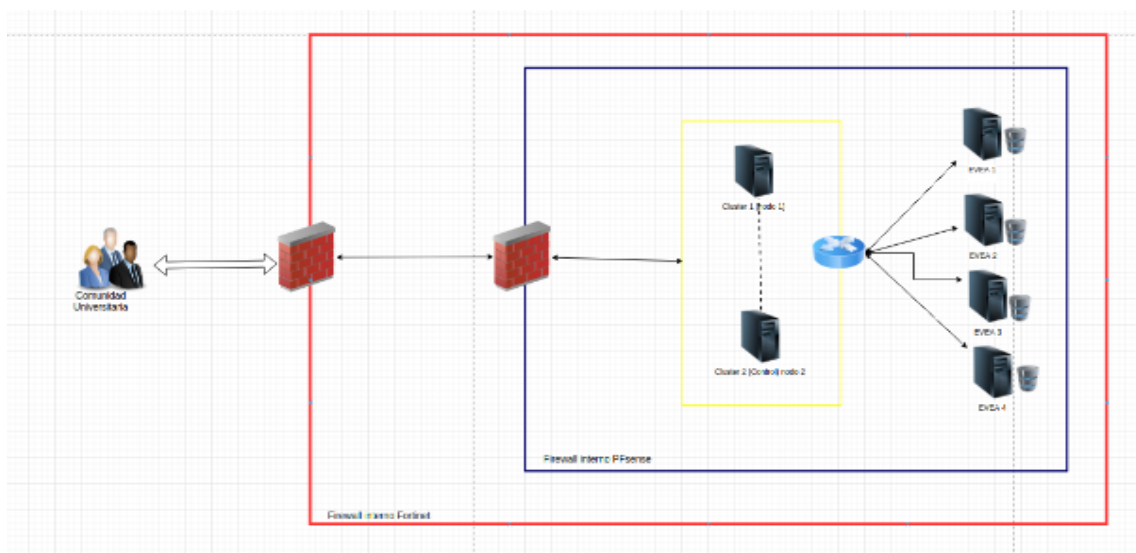 Comunidad
Universitaria
Cluster 1 (nodo 1)
Cluster 2 (Control) nodo 2
EVEA 1
EVEA 2
EVEA 3
EVEA 4
Firewall interno PFsense
Firewall interno Fortinet